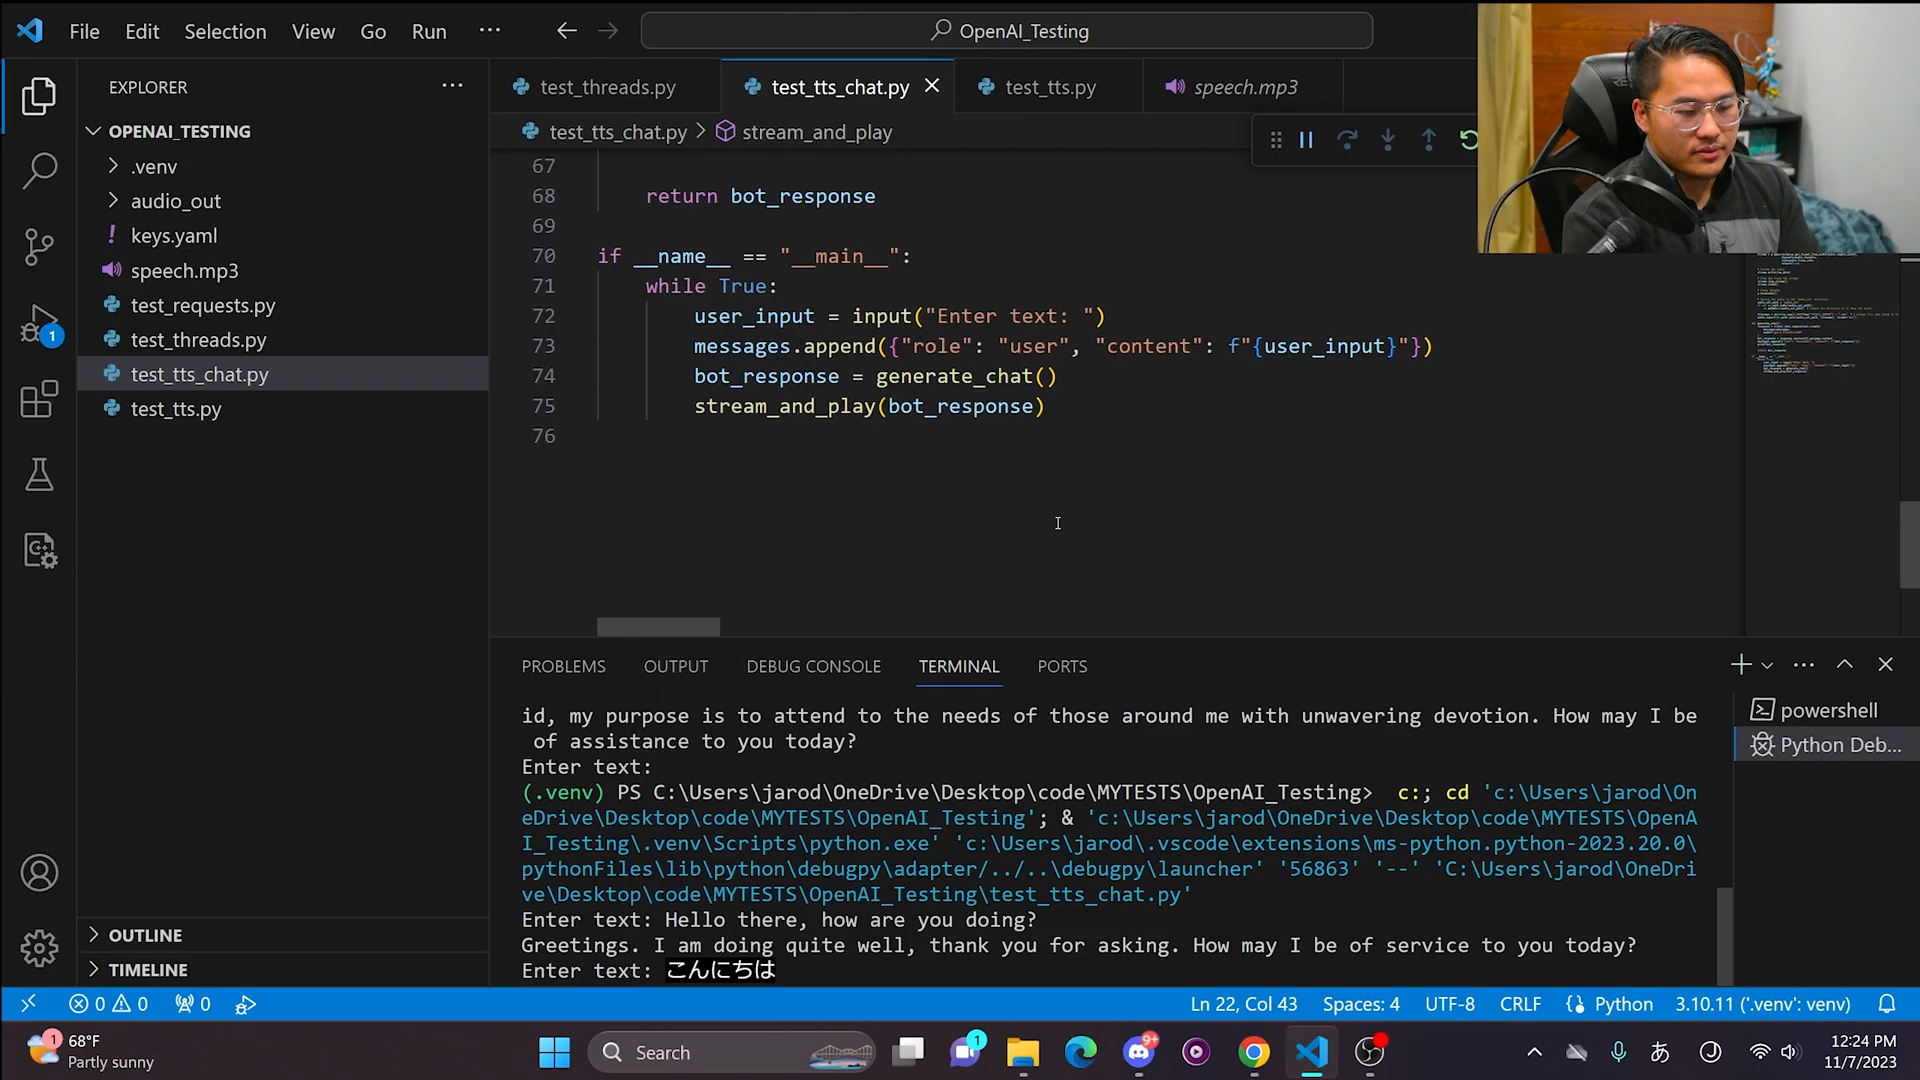 File Edit Selection View Go Run ···
OpenAI_Testing
EXPLORER
OPENAI_TESTING
.venv
audio_out
keys.yaml
speech.mp3
test_requests.py
test_threads.py
test_tts_chat.py
test_tts.py
OUTLINE
TIMELINE
test_threads.py test_tts_chat.py test_tts.py speech.mp3
test_tts_chat.py > stream_and_play
67
68 return bot_response
69
70 if __name__ == "__main__":
71 while True:
72 user_input = input("Enter text: ")
73 messages.append({"role": "user", "content": f"{user_input}"})
74 bot_response = generate_chat()
75 stream_and_play(bot_response)
76
PROBLEMS OUTPUT DEBUG CONSOLE TERMINAL PORTS
powershell
Python Deb...
id, my purpose is to attend to the needs of those around me with unwavering devotion. How may I be
of assistance to you today?
Enter text:
(.venv) PS C:\Users\jarod\OneDrive\Desktop\code\MYTESTS\OpenAI_Testing> c:; cd 'c:\Users\jarod\On
eDrive\Desktop\code\MYTESTS\OpenAI_Testing'; & 'c:\Users\jarod\OneDrive\Desktop\code\MYTESTS\OpenA
I_Testing\.venv\Scripts\python.exe' 'c:\Users\jarod\.vscode\extensions\ms-python.python-2023.20.0\
pythonFiles\lib\python\debugpy\adapter/../..\debugpy\launcher' '56863' '--' 'C:\Users\jarod\OneDri
ve\Desktop\code\MYTESTS\OpenAI_Testing\test_tts_chat.py'
Enter text: Hello there, how are you doing?
Greetings. I am doing quite well, thank you for asking. How may I be of service to you today?
Enter text: こんにちは
0 0 0 Ln 22, Col 43 Spaces: 4 UTF-8 CRLF Python 3.10.11 ('.venv': venv)
68°F
Partly sunny
Search
あ
12:24 PM
11/7/2023